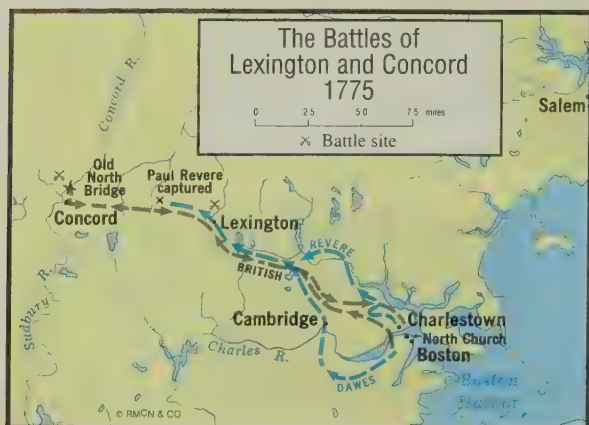 The Battles of
Lexington and Concord
1775
0 25 50 75 miles
× Battle site
Salem
Concord R.
Old
North
Bridge
Paul Revere
captured
Concord
Lexington
REVERE
BRITISH
Sudbury R.
Cambridge
Charlestown
North Church
Boston
Charles R.
DAWES
Boston
Harbor
© RMCN & CO